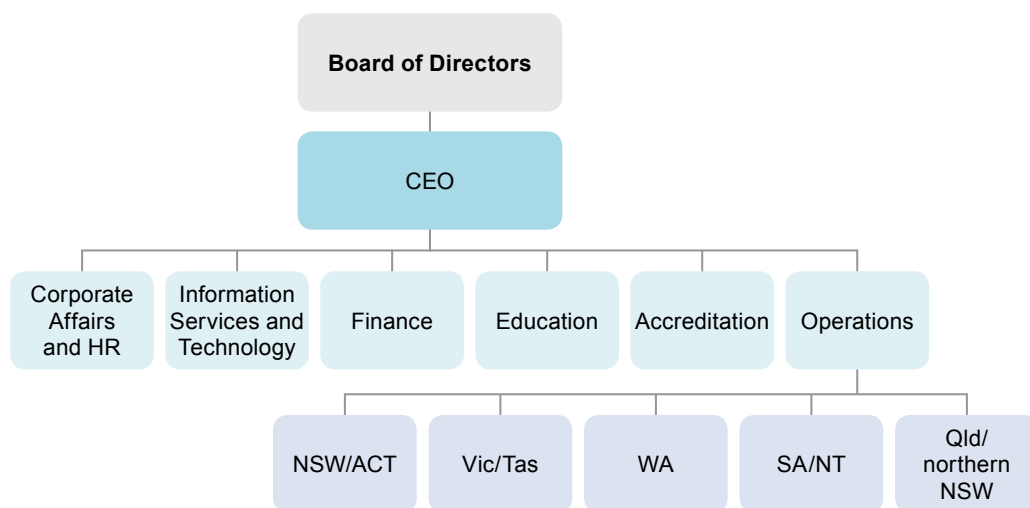 Board of Directors
CEO
Corporate
Affairs
and HR
Information
Services and
Technology
Finance
Education
Accreditation
Operations
NSW/ACT
Vic/Tas
WA
SA/NT
Qld/
northern
NSW